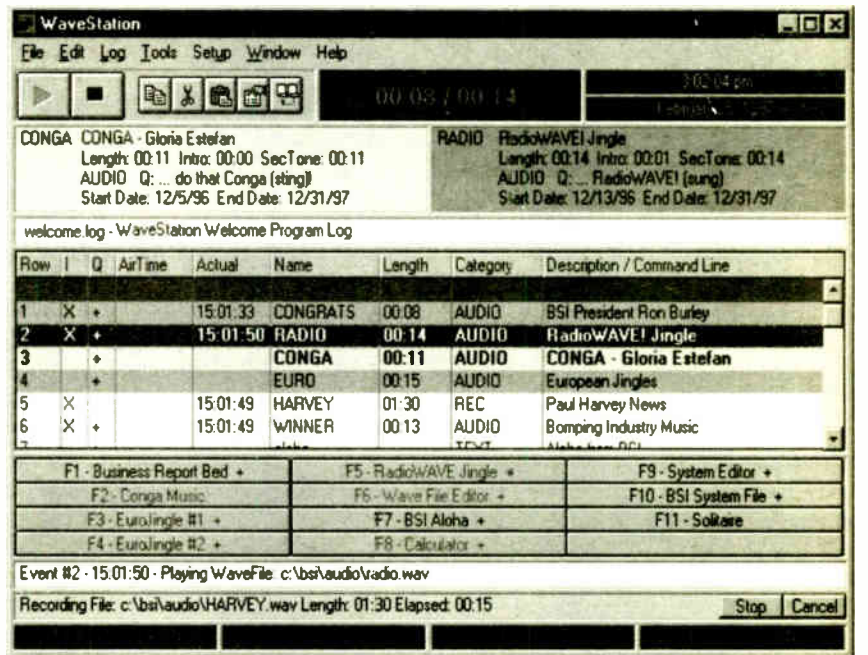 WaveStation
File Edit Log Tools Setup Window Help
00:08 / 00:14
3:02:04 pm
CONGA CONGA - Gloria Estefan
Length: 00:11 Intro: 00:00 SecTone: 00:11
AUDIO Q: ... do that Conga (sting)!
Start Date: 12/5/96 End Date: 12/31/97
RADIO RadioWAVE! Jingle
Length: 00:14 Intro: 00:01 SecTone: 00:14
AUDIO Q: ... RadioWAVE! (sung)
Start Date: 12/13/96 End Date: 12/31/97
welcome.log - WaveStation Welcome Program Log
Row I Q AirTime Actual Name Length Category Description / Command Line
1 X + 15:01:33 CONGRATS 00:08 AUDIO BSI President Ron Burley
2 X + 15:01:50 RADIO 00:14 AUDIO RadioWAVE! Jingle
3 + CONGA 00:11 AUDIO CONGA - Gloria Estefan
4 + EURO 00:15 AUDIO European Jingles
5 X 15:01:49 HARVEY 01:30 REC Paul Harvey News
6 X + 15:01:49 WINNER 00:13 AUDIO Bomping Industry Music
F1 - Business Report Bed + F5 - RadioWAVE Jingle + F9 - System Editor +
F2 - Conga Music F6 - Wave File Editor + F10 - BSI System File +
F3 - EuroJingle #1 + F7 - BSI Aloha + F11 - Solitaire
F4 - EuroJingle #2 + F8 - Calculator +
Event #2 - 15:01:50 - Playing WaveFile: c:\bsi\audio\radio.wav
Recording File: c:\bsi\audio\HARVEY.wav Length: 01:30 Elapsed: 00:15 Stop Cancel